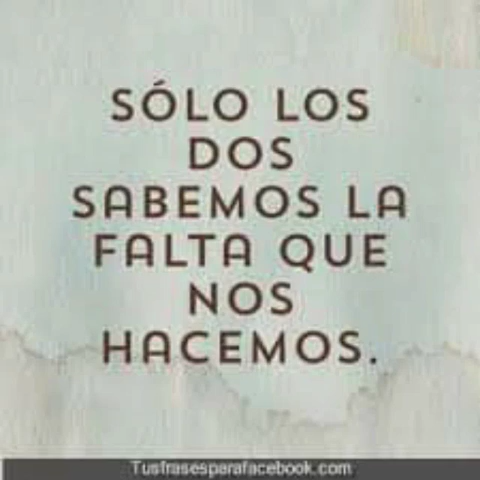 SÓLO LOS
DOS
SABEMOS LA
FALTA QUE
NOS
HACEMOS.
Tusfrasesparafacebook.com